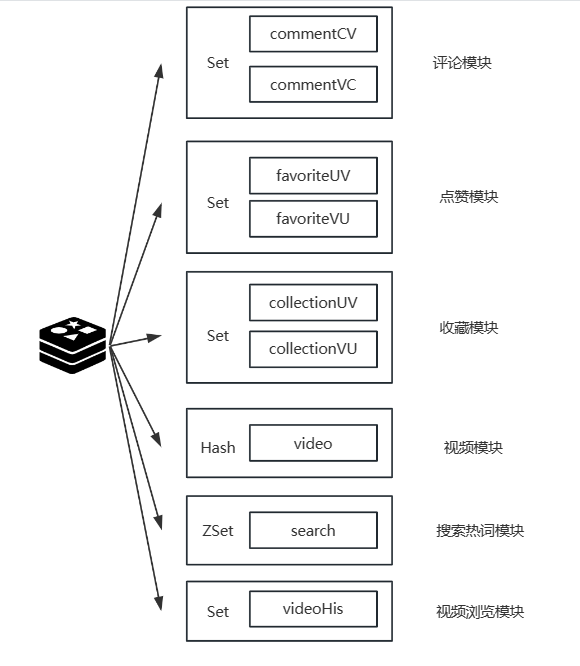 commentCV
Set
评论模块
commentVC
favoriteUV
Set
点赞模块
favoriteVU
collectionUV
Set
收藏模块
collectionVU
Hash
video
视频模块
ZSet
search
搜索热词模块
Set
videoHis
视频浏览模块